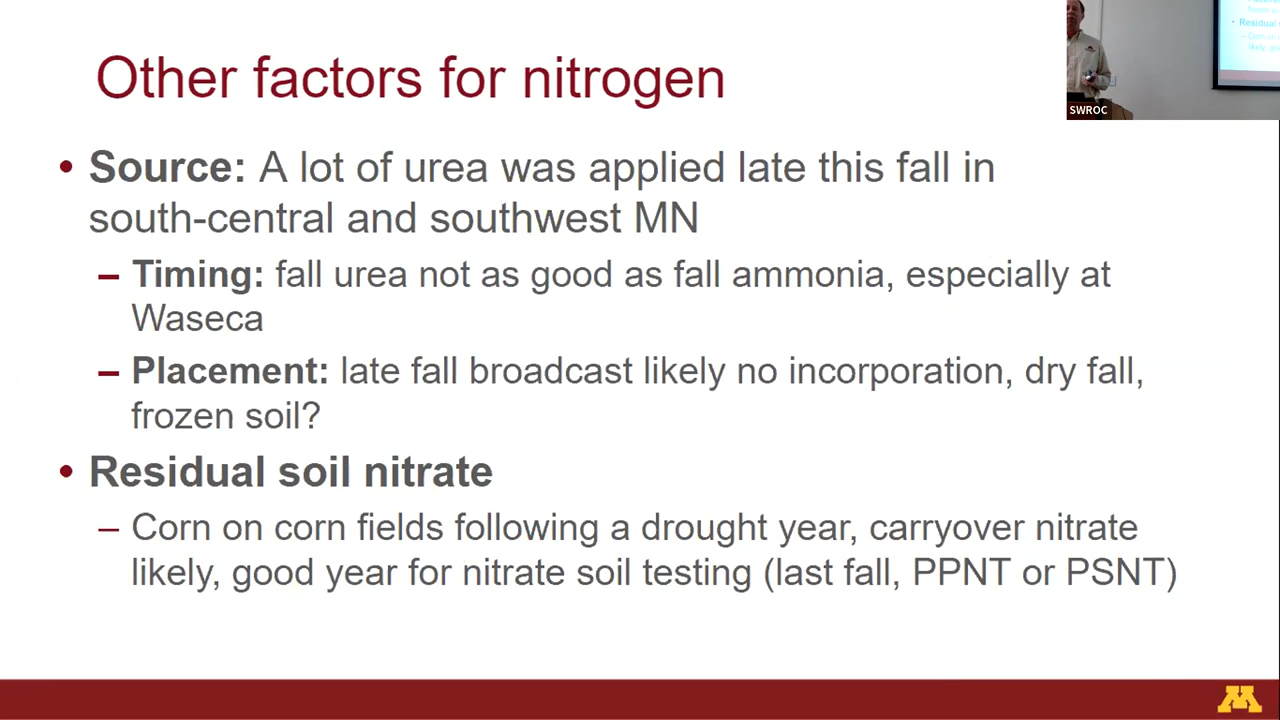 Other factors for nitrogen
SWROC
• Source: A lot of urea was applied late this fall in
south-central and southwest MN
– Timing: fall urea not as good as fall ammonia, especially at
Waseca
– Placement: late fall broadcast likely no incorporation, dry fall,
frozen soil?
• Residual soil nitrate
– Corn on corn fields following a drought year, carryover nitrate
likely, good year for nitrate soil testing (last fall, PPNT or PSNT)
M